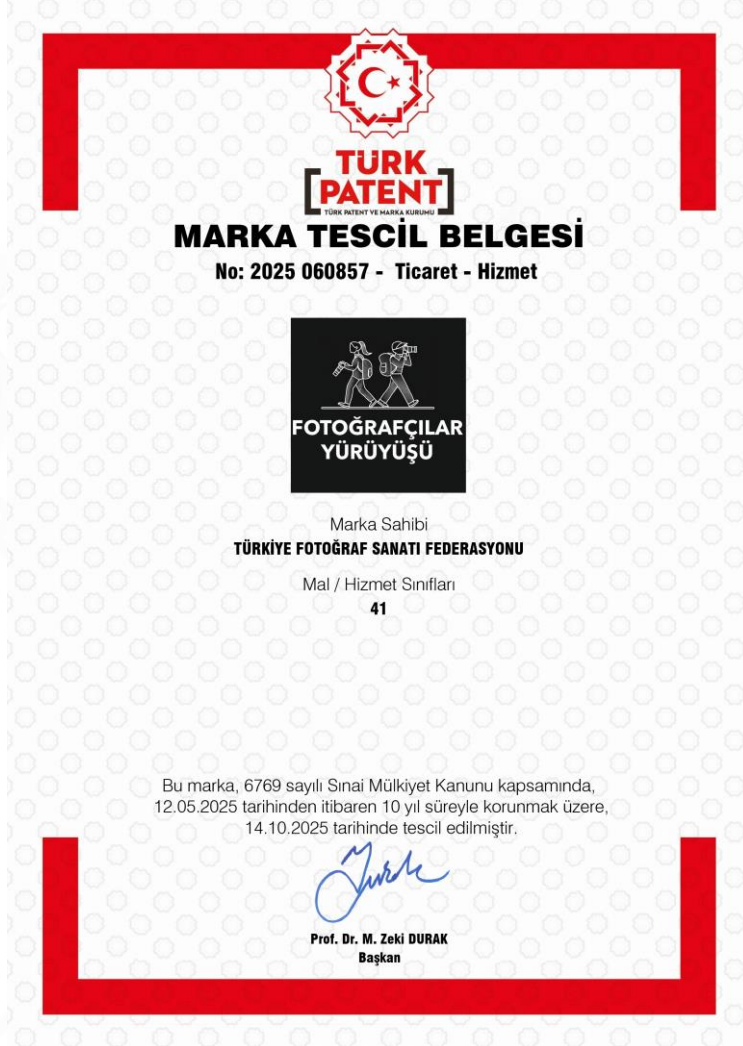 TÜRK
PATENT
TÜRK PATENT VE MARKA KURUMU
MARKA TESCİL BELGESİ
No: 2025 060857 - Ticaret - Hizmet
FOTOĞRAFÇILAR
YÜRÜYÜŞÜ
Marka Sahibi
TÜRKİYE FOTOĞRAF SANATI FEDERASYONU
Mal / Hizmet Sınıfları
41
Bu marka, 6769 sayılı Sınai Mülkiyet Kanunu kapsamında,
12.05.2025 tarihinden itibaren 10 yıl süreyle korunmak üzere,
14.10.2025 tarihinde tescil edilmiştir.
Prof. Dr. M. Zeki DURAK
Başkan